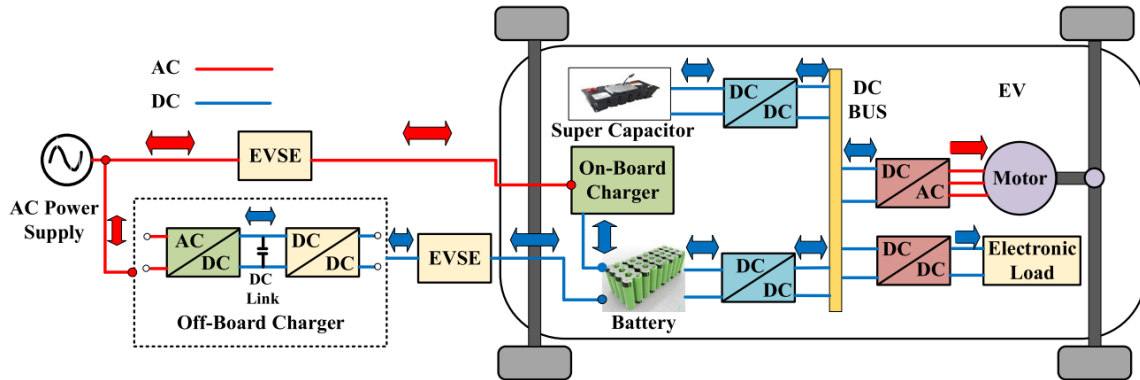 AC
DC
AC Power
Supply
EVSE
AC
DC
DC
Link
DC
DC
Off-Board Charger
EVSE
Super Capacitor
DC
DC
DC
BUS
EV
On-Board
Charger
Battery
DC
DC
DC
AC
Motor
DC
DC
Electronic
Load